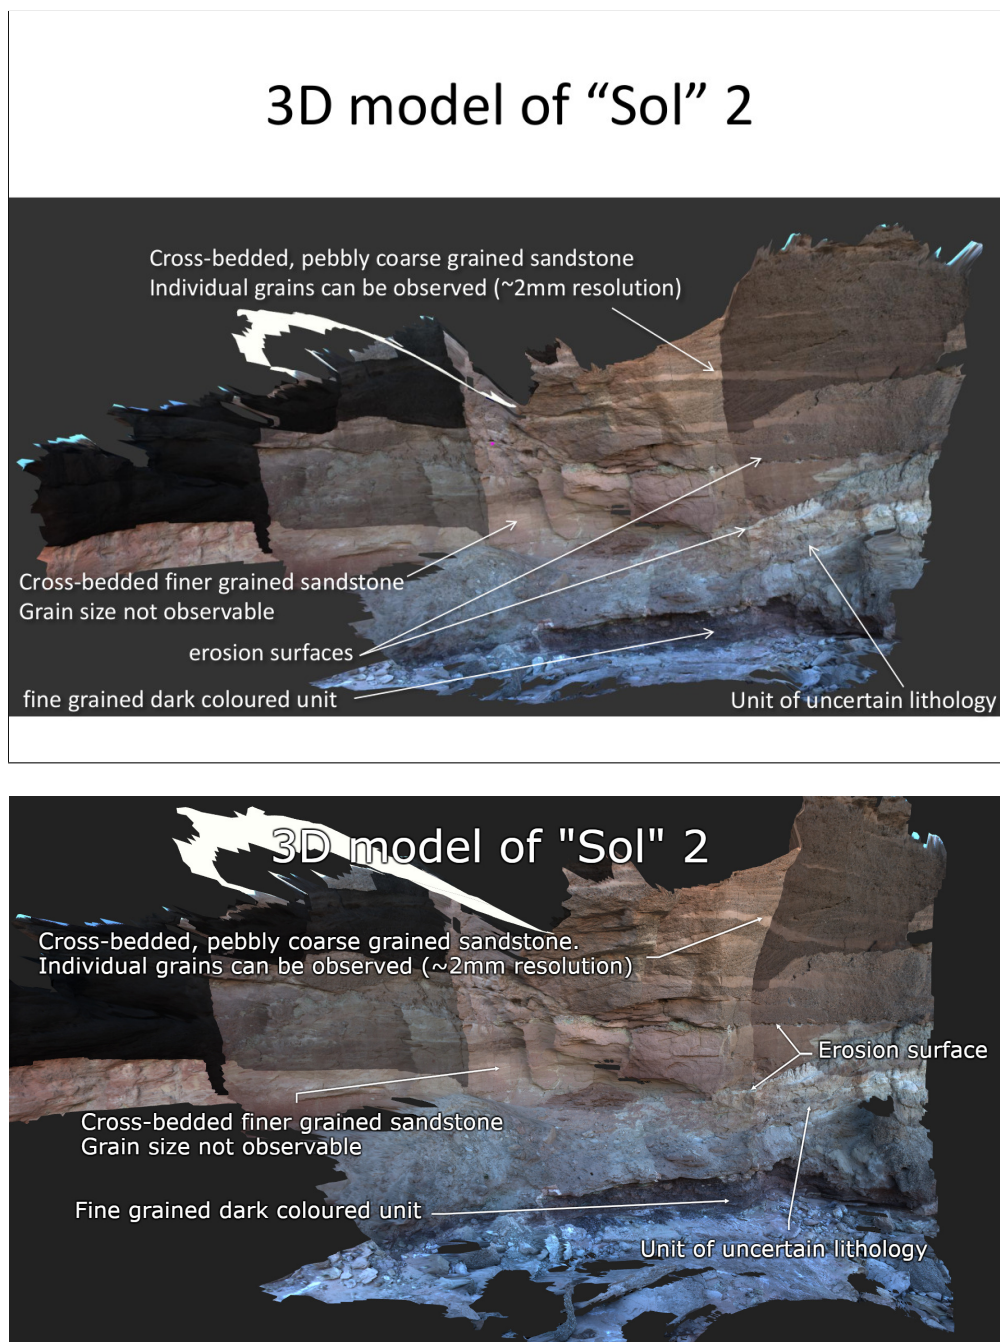 3D model of “Sol” 2
Cross-bedded, pebbly coarse grained sandstone
Individual grains can be observed (~2mm resolution)
Cross-bedded finer grained sandstone
Grain size not observable
erosion surfaces
fine grained dark coloured unit
Unit of uncertain lithology
3D model of "Sol" 2
Cross-bedded, pebbly coarse grained sandstone.
Individual grains can be observed (~2mm resolution)
Erosion surface
Cross-bedded finer grained sandstone
Grain size not observable
Fine grained dark coloured unit
Unit of uncertain lithology